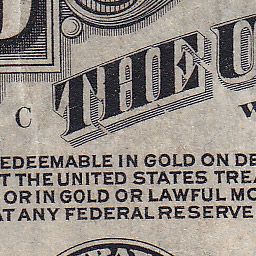 C THE U
EDEEMABLE IN GOLD ON DE
T THE UNITED STATES TREA
OR IN GOLD OR LAWFUL MO
AT ANY FEDERAL RESERVE